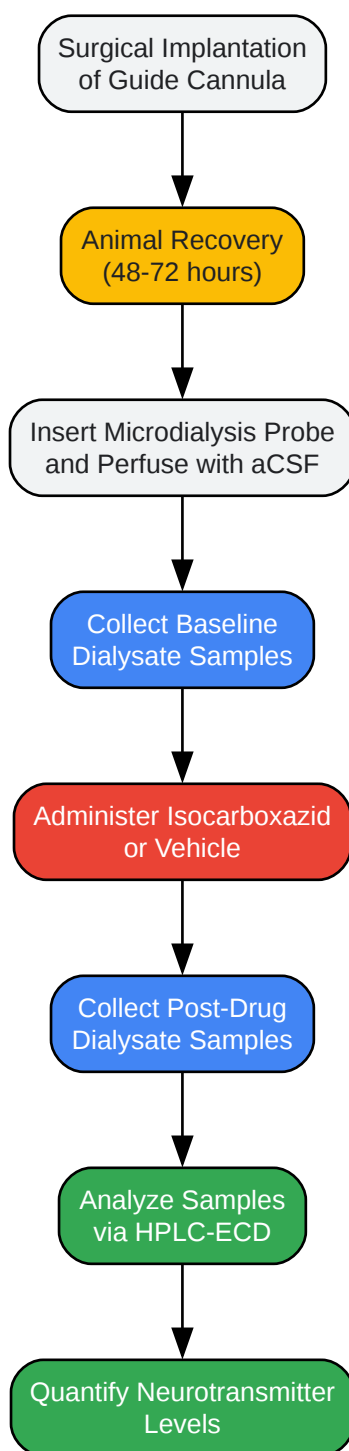 Surgical Implantation
of Guide Cannula
Animal Recovery
(48-72 hours)
Insert Microdialysis Probe
and Perfuse with aCSF
Collect Baseline
Dialysate Samples
Administer Isocarboxazid
or Vehicle
Collect Post-Drug
Dialysate Samples
Analyze Samples
via HPLC-ECD
Quantify Neurotransmitter
Levels